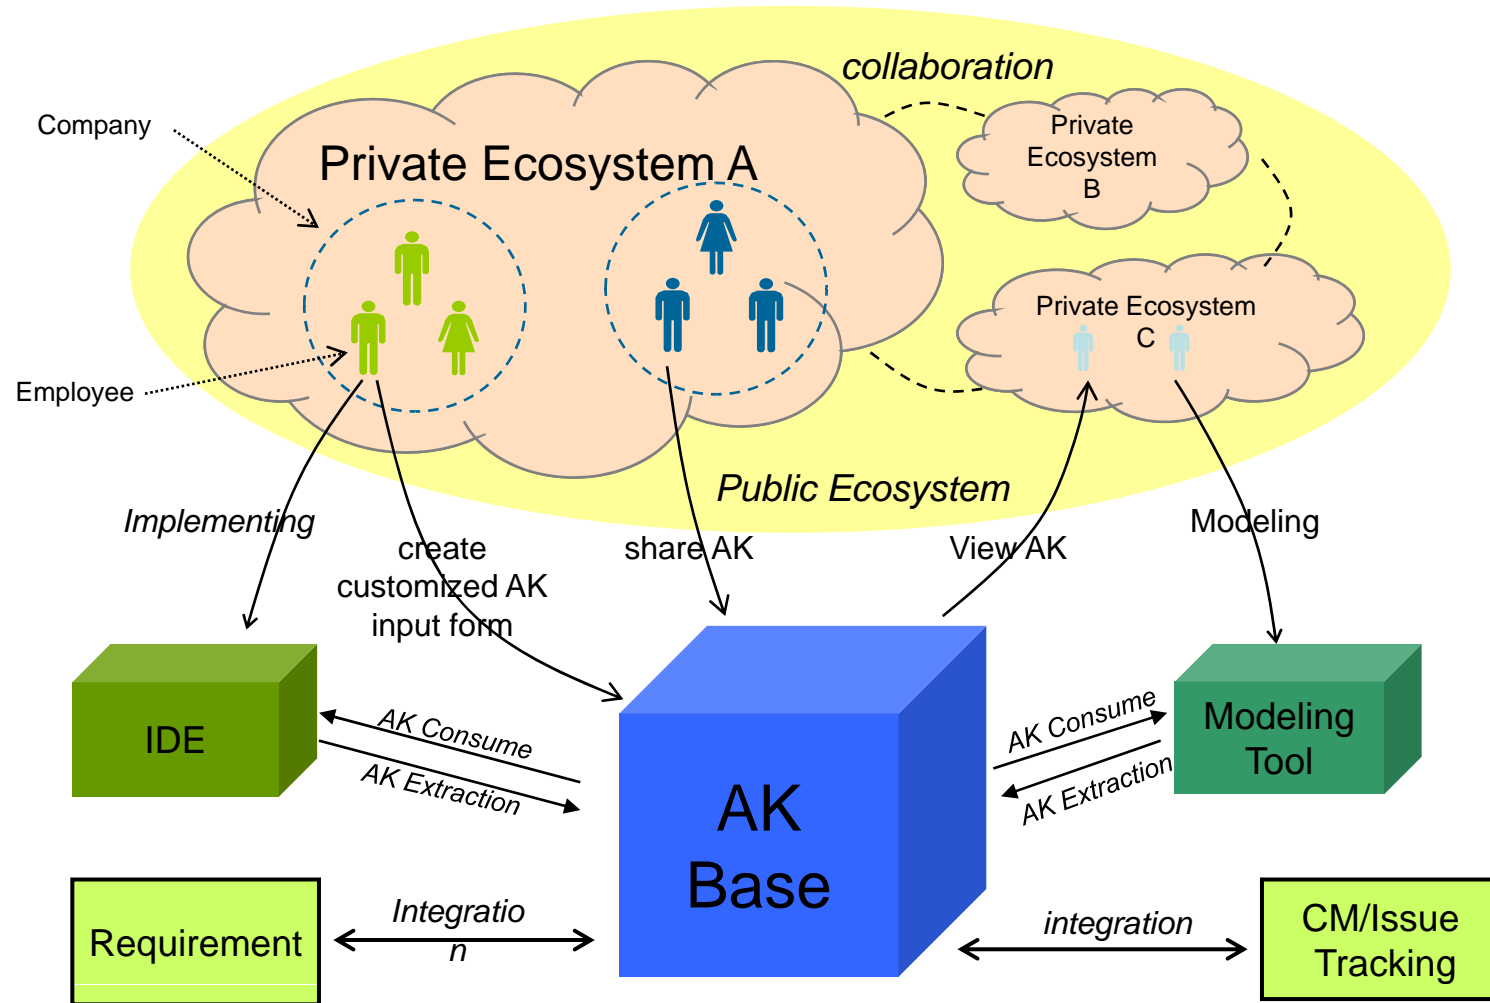 collaboration
Company
Private Ecosystem A
Private
Ecosystem
B
Private Ecosystem
C
Employee
Public Ecosystem
Implementing
create
customized AK
input form
share AK
View AK
Modeling
IDE
AK Consume
AK Extraction
AK
Base
AK Consume
AK Extraction
Modeling
Tool
Requirement
Integratio
n
integration
CM/Issue
Tracking